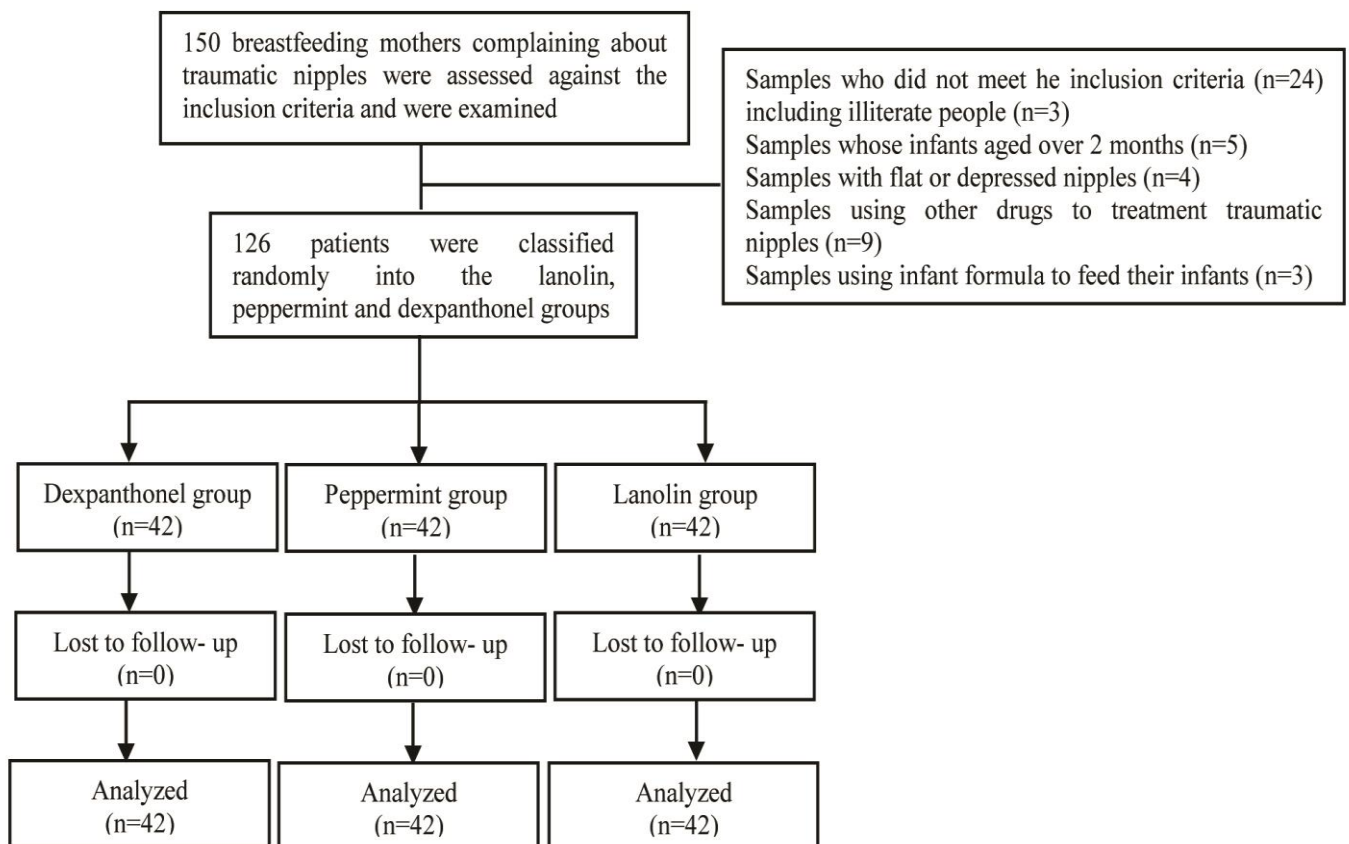 150 breastfeeding mothers complaining about
traumatic nipples were assessed against the
inclusion criteria and were examined
Samples who did not meet he inclusion criteria (n=24)
including illiterate people (n=3)
Samples whose infants aged over 2 months (n=5)
Samples with flat or depressed nipples (n=4)
Samples using other drugs to treatment traumatic
nipples (n=9)
Samples using infant formula to feed their infants (n=3)
126 patients were classified
randomly into the lanolin,
peppermint and dexpanthonel groups
Dexpanthonel group
(n=42)
Peppermint group
(n=42)
Lanolin group
(n=42)
Lost to follow- up
(n=0)
Lost to follow- up
(n=0)
Lost to follow- up
(n=0)
Analyzed
(n=42)
Analyzed
(n=42)
Analyzed
(n=42)